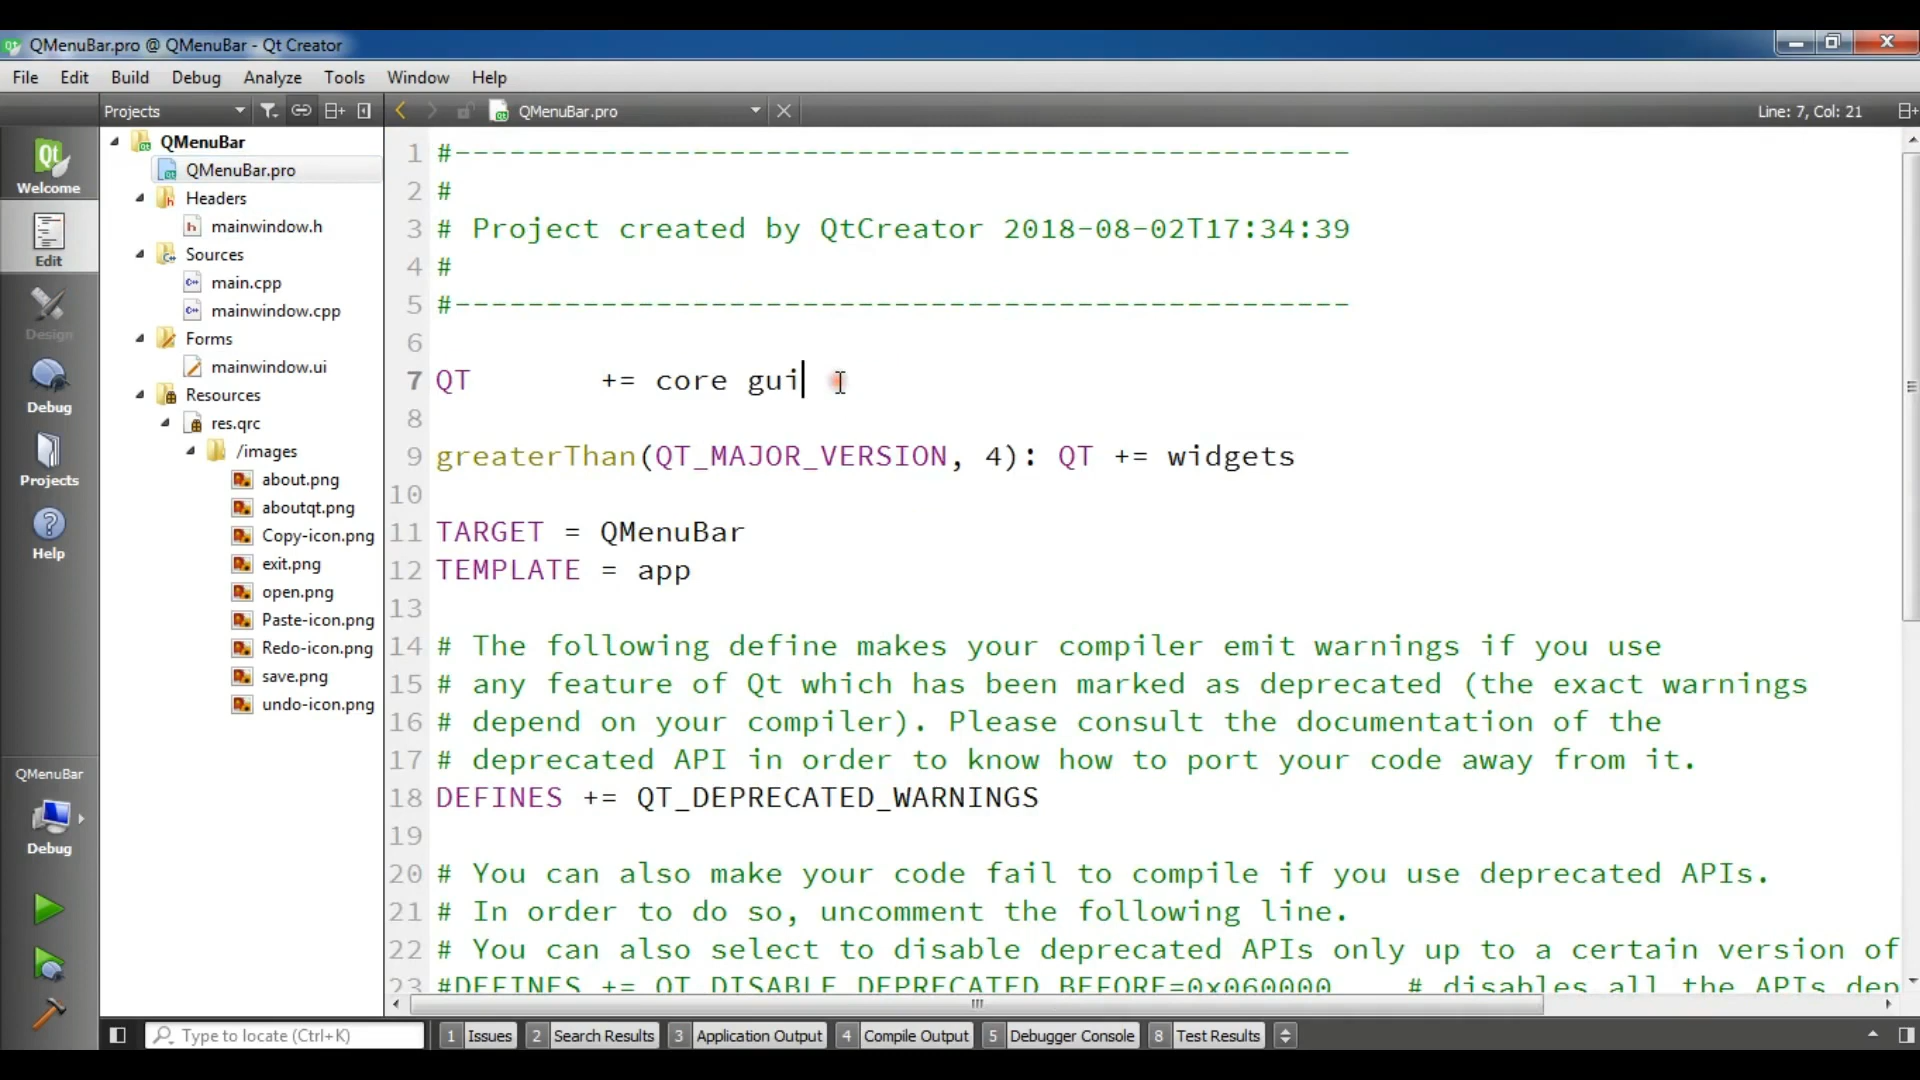 QMenuBar.pro @ QMenuBar - Qt Creator
File Edit Build Debug Analyze Tools Window Help
Projects
QMenuBar.pro
Line: 7, Col: 21
Welcome
Edit
Design
Debug
Projects
Help
QMenuBar
Debug
QMenuBar
QMenuBar.pro
Headers
mainwindow.h
Sources
main.cpp
mainwindow.cpp
Forms
mainwindow.ui
Resources
res.qrc
/images
about.png
aboutqt.png
Copy-icon.png
exit.png
open.png
Paste-icon.png
Redo-icon.png
save.png
undo-icon.png
1 #-------------------------------------------------
2 #
3 # Project created by QtCreator 2018-08-02T17:34:39
4 #
5 #-------------------------------------------------
6
7 QT       += core gui
8
9 greaterThan(QT_MAJOR_VERSION, 4): QT += widgets
10
11 TARGET = QMenuBar
12 TEMPLATE = app
13
14 # The following define makes your compiler emit warnings if you use
15 # any feature of Qt which has been marked as deprecated (the exact warnings
16 # depend on your compiler). Please consult the documentation of the
17 # deprecated API in order to know how to port your code away from it.
18 DEFINES += QT_DEPRECATED_WARNINGS
19
20 # You can also make your code fail to compile if you use deprecated APIs.
21 # In order to do so, uncomment the following line.
22 # You can also select to disable deprecated APIs only up to a certain version of
23 #DEFINES += QT_DISABLE_DEPRECATED_BEFORE=0x060000    # disables all the APIs dep
Type to locate (Ctrl+K)
1 Issues 2 Search Results 3 Application Output 4 Compile Output 5 Debugger Console 8 Test Results